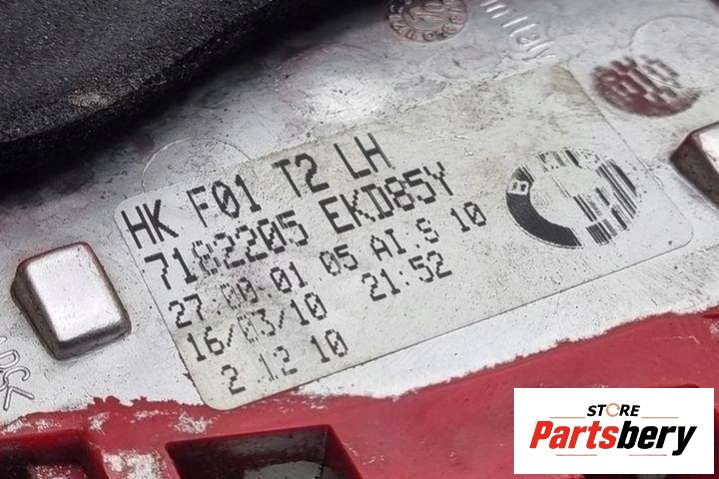 HK F01 T2 LH
7182205 EKD85Y
27.00.01 05 AI.S 10
16/03/10 21:52
2.12 10
STORE
Partsbery